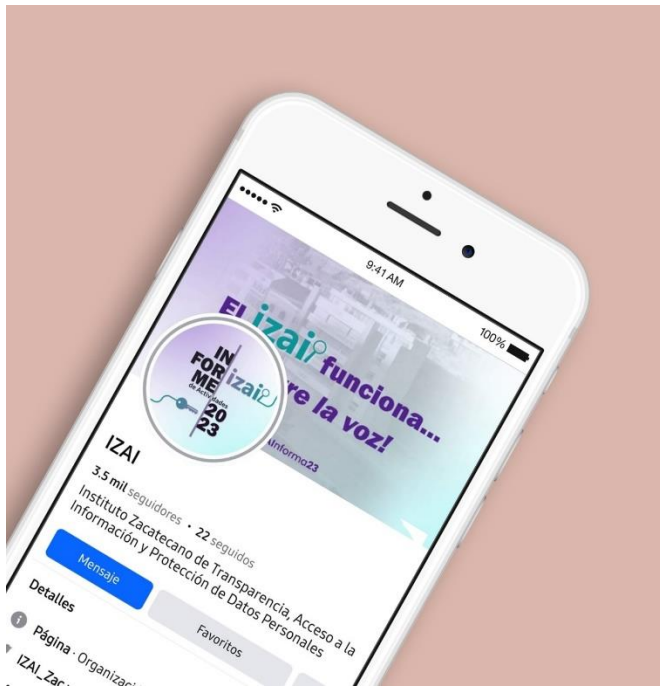 9:41 AM
100%
El izai funciona...
re la voz!
Informa23
IN
FOR
ME
de Actividades
20
23
izai
IZAI
3.5 mil seguidores · 22 seguidos
Instituto Zacatecano de Transparencia, Acceso a la
Información y Protección de Datos Personales
Mensaje
Favoritos
Detalles
Página · Organizaci
IZAI_Zac